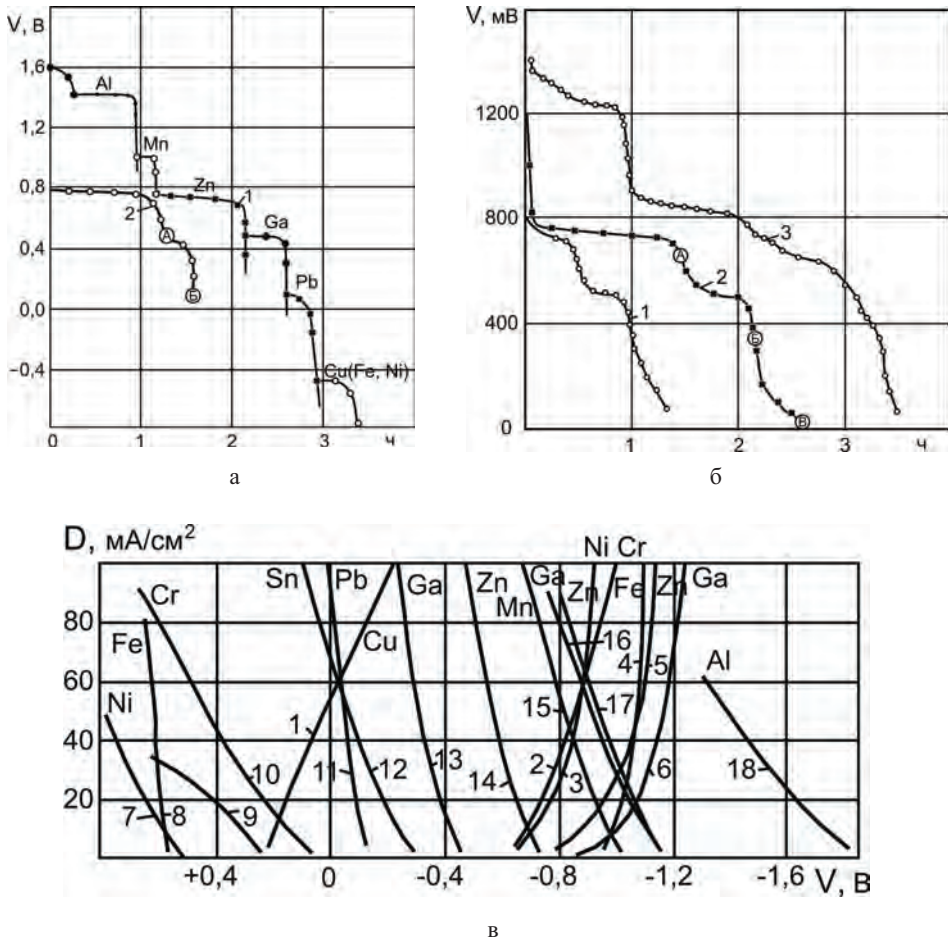 V, В
1,6
1,2
0,8
0,4
0,0
−0,4
Al
Mn
Zn
1
Ga
2
А
Б
Pb
Cu(Fe, Ni)
0 1 2 3 ч
а
V, мВ
1200
800
400
0
3
А
2
Б
1
В
1 2 3 ч
б
D, мА/см²
80
60
40
20
Ni Cr
Cr Sn Pb Ga Zn Ga Zn Fe Zn Ga
Mn
Fe Cu
Ni Al
16
4 5
1 15 17
10 11 12 13 14 2 3 6 18
7 8 9
+0,4 0 -0,4 -0,8 -1,2 -1,6 V, В
в